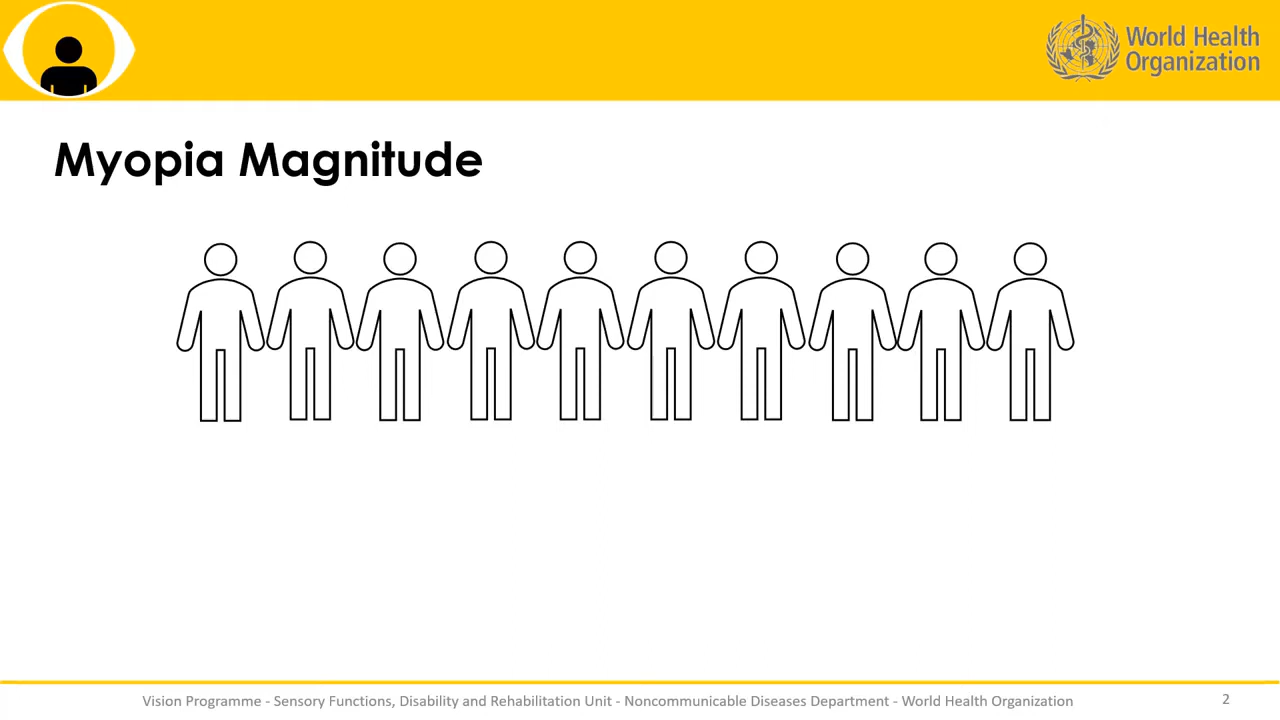 World Health
Organization
Myopia Magnitude
Vision Programme - Sensory Functions, Disability and Rehabilitation Unit - Noncommunicable Diseases Department - World Health Organization
2